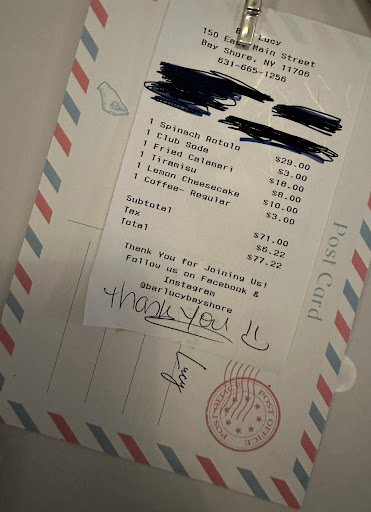 Bar Lucy
150 East Main Street
Bay Shore, NY 11706
631-665-1256
1 Spinach Rotolo $29.00
1 Club Soda $3.00
1 Fried Calamari $18.00
1 Tiramisu $8.00
1 Lemon Cheesecake $10.00
1 Coffee- Regular $3.00
Subtotal $71.00
Tax $6.22
Total $77.22
Thank You for Joining Us!
Follow us on Facebook &
Instagram
@barlucybayshore
Thank you
Lucy
Post Card
POST OFFICE